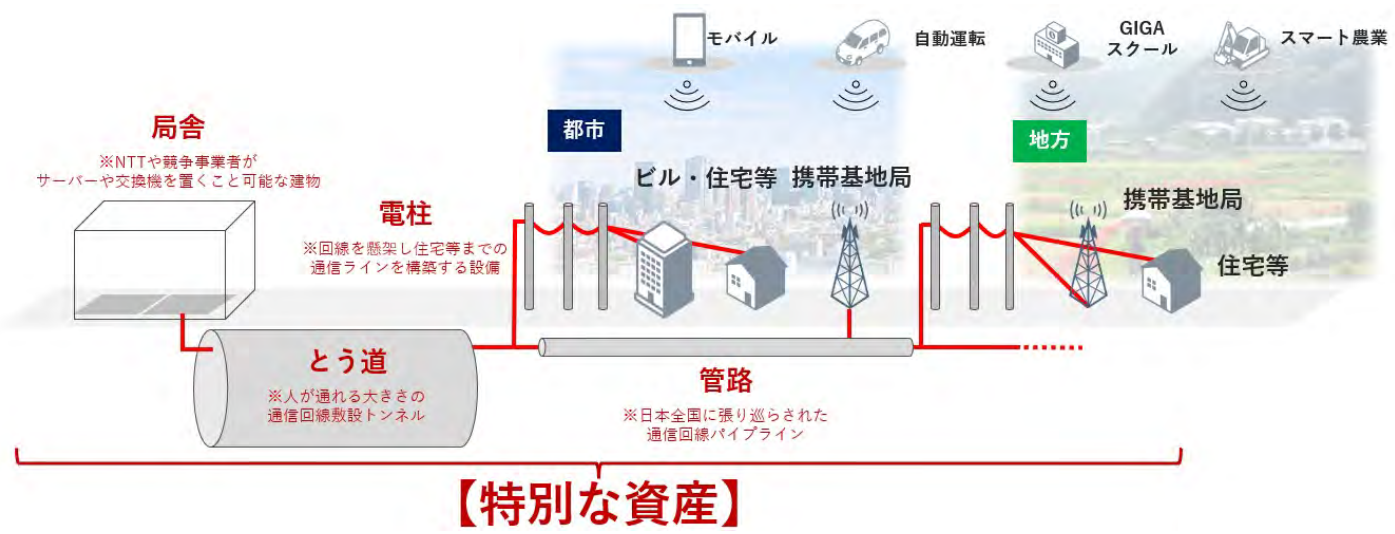 モバイル
自動運転
GIGA
スクール
スマート農業
局舎
※NTTや競争事業者が
サーバーや交換機を置くこと可能な建物
都市
地方
ビル・住宅等
携帯基地局
携帯基地局
住宅等
電柱
※回線を懸架し住宅等までの
通信ラインを構築する設備
とう道
※人が通れる大きさの
通信回線敷設トンネル
管路
※日本全国に張り巡らされた
通信回線パイプライン
【特別な資産】